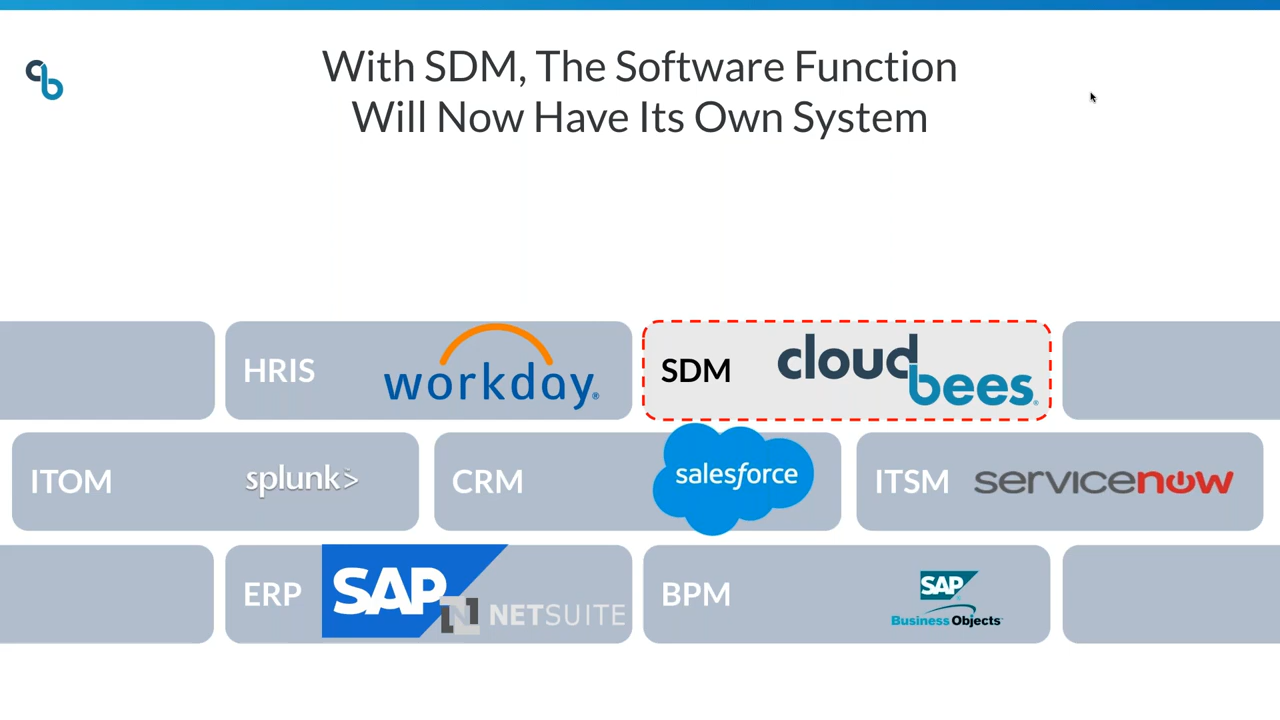 With SDM, The Software Function
Will Now Have Its Own System
cb
HRIS
workday®
SDM
cloudbees®
ITOM
splunk>
CRM
salesforce
ITSM
servicenow
ERP
SAP
N NETSUITE
BPM
SAP
Business Objects